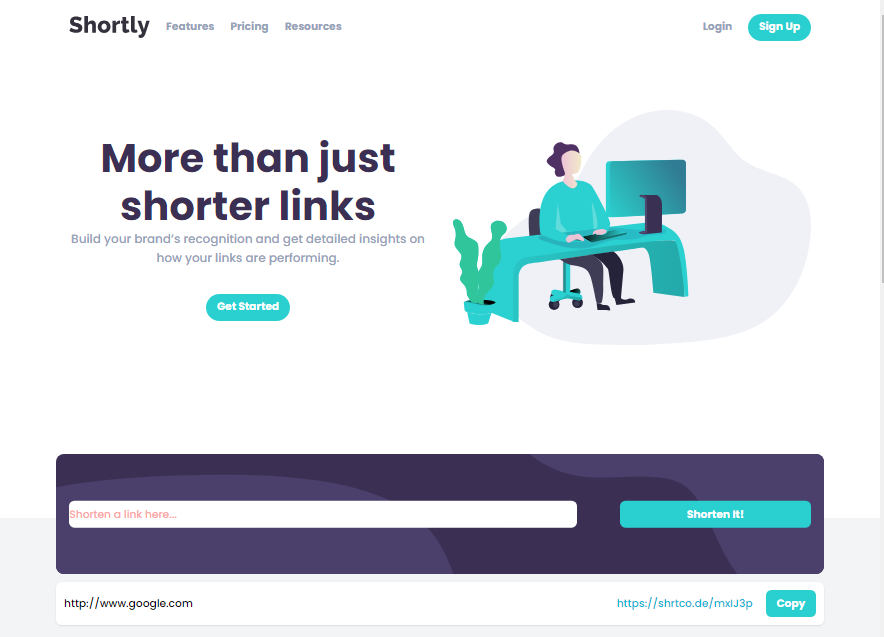 Shortly Features Pricing Resources Login Sign Up
More than just
shorter links
Build your brand's recognition and get detailed insights on
how your links are performing.
Get Started
Shorten a link here... Shorten It!
http://www.google.com https://shrtco.de/mxIJ3p Copy